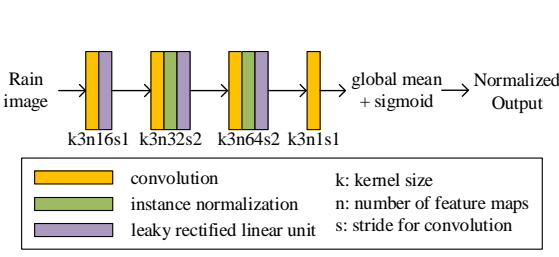 Rain
image
k3n16s1
k3n32s2
k3n64s2
k3n1s1
global mean
+ sigmoid
Normalized
Output
convolution
instance normalization
leaky rectified linear unit
k: kernel size
n: number of feature maps
s: stride for convolution